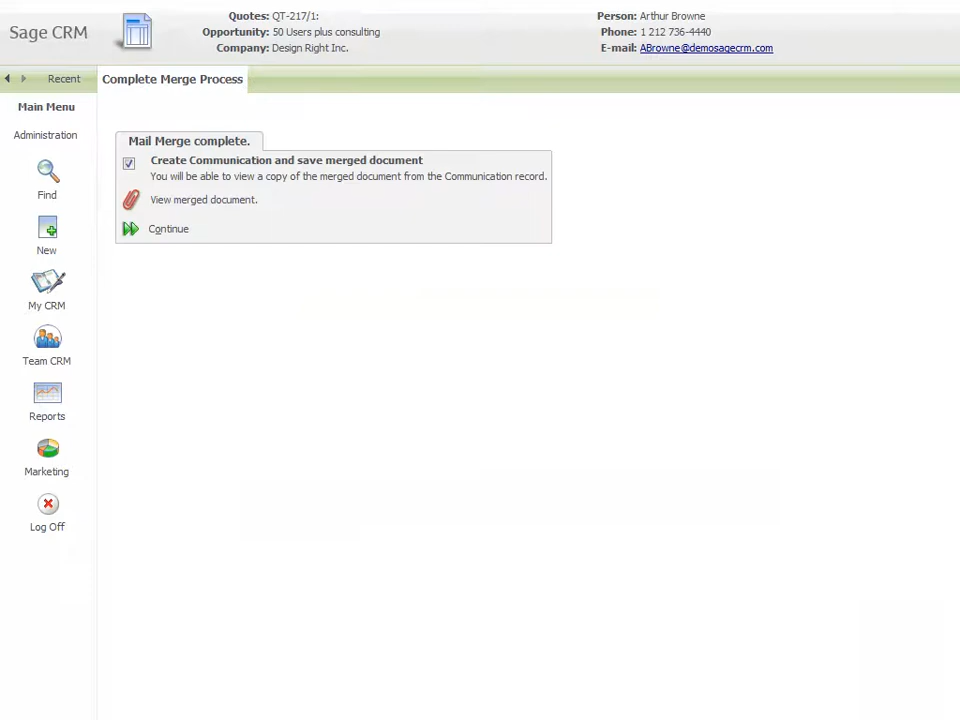 Sage CRM
Quotes: QT-217/1:
Opportunity: 50 Users plus consulting
Company: Design Right Inc.
Person: Arthur Browne
Phone: 1 212 736-4440
E-mail: ABrowne@demosagecrm.com
Recent
Complete Merge Process
Main Menu
Administration
Find
New
My CRM
Team CRM
Reports
Marketing
Log Off
Mail Merge complete.
Create Communication and save merged document
You will be able to view a copy of the merged document from the Communication record.
View merged document.
Continue